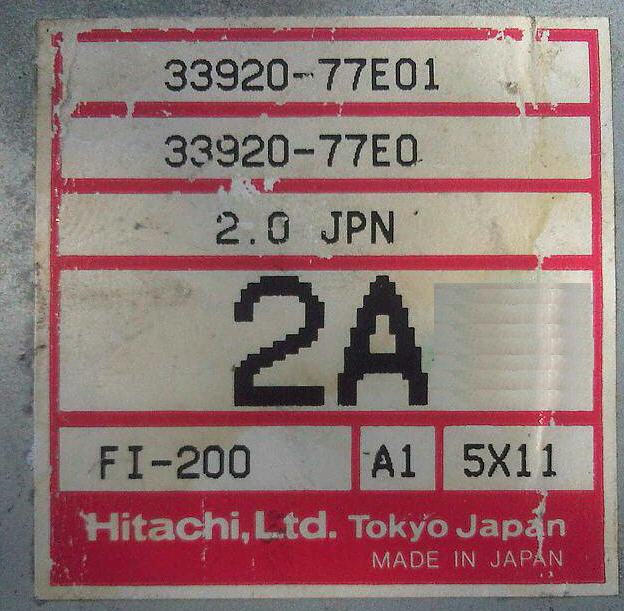 33920-77E01
33920-77E0
2.0 JPN
2A
FI-200 A1 5X11
Hitachi, Ltd. Tokyo Japan
MADE IN JAPAN